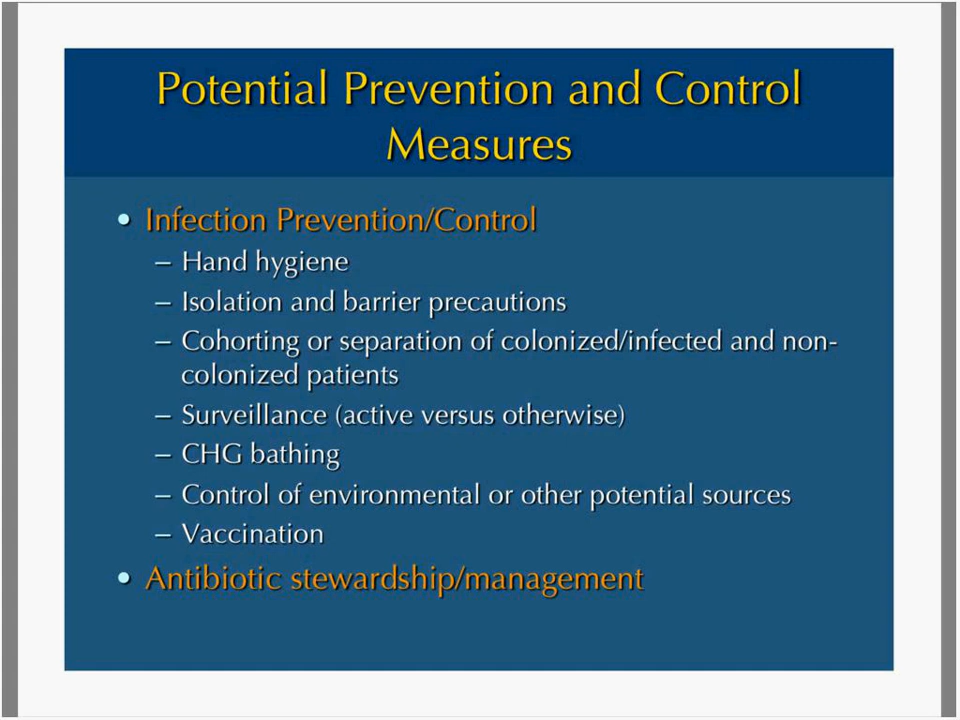 Potential Prevention and Control
Measures
• Infection Prevention/Control
– Hand hygiene
– Isolation and barrier precautions
– Cohorting or separation of colonized/infected and non-
colonized patients
– Surveillance (active versus otherwise)
– CHG bathing
– Control of environmental or other potential sources
– Vaccination
• Antibiotic stewardship/management